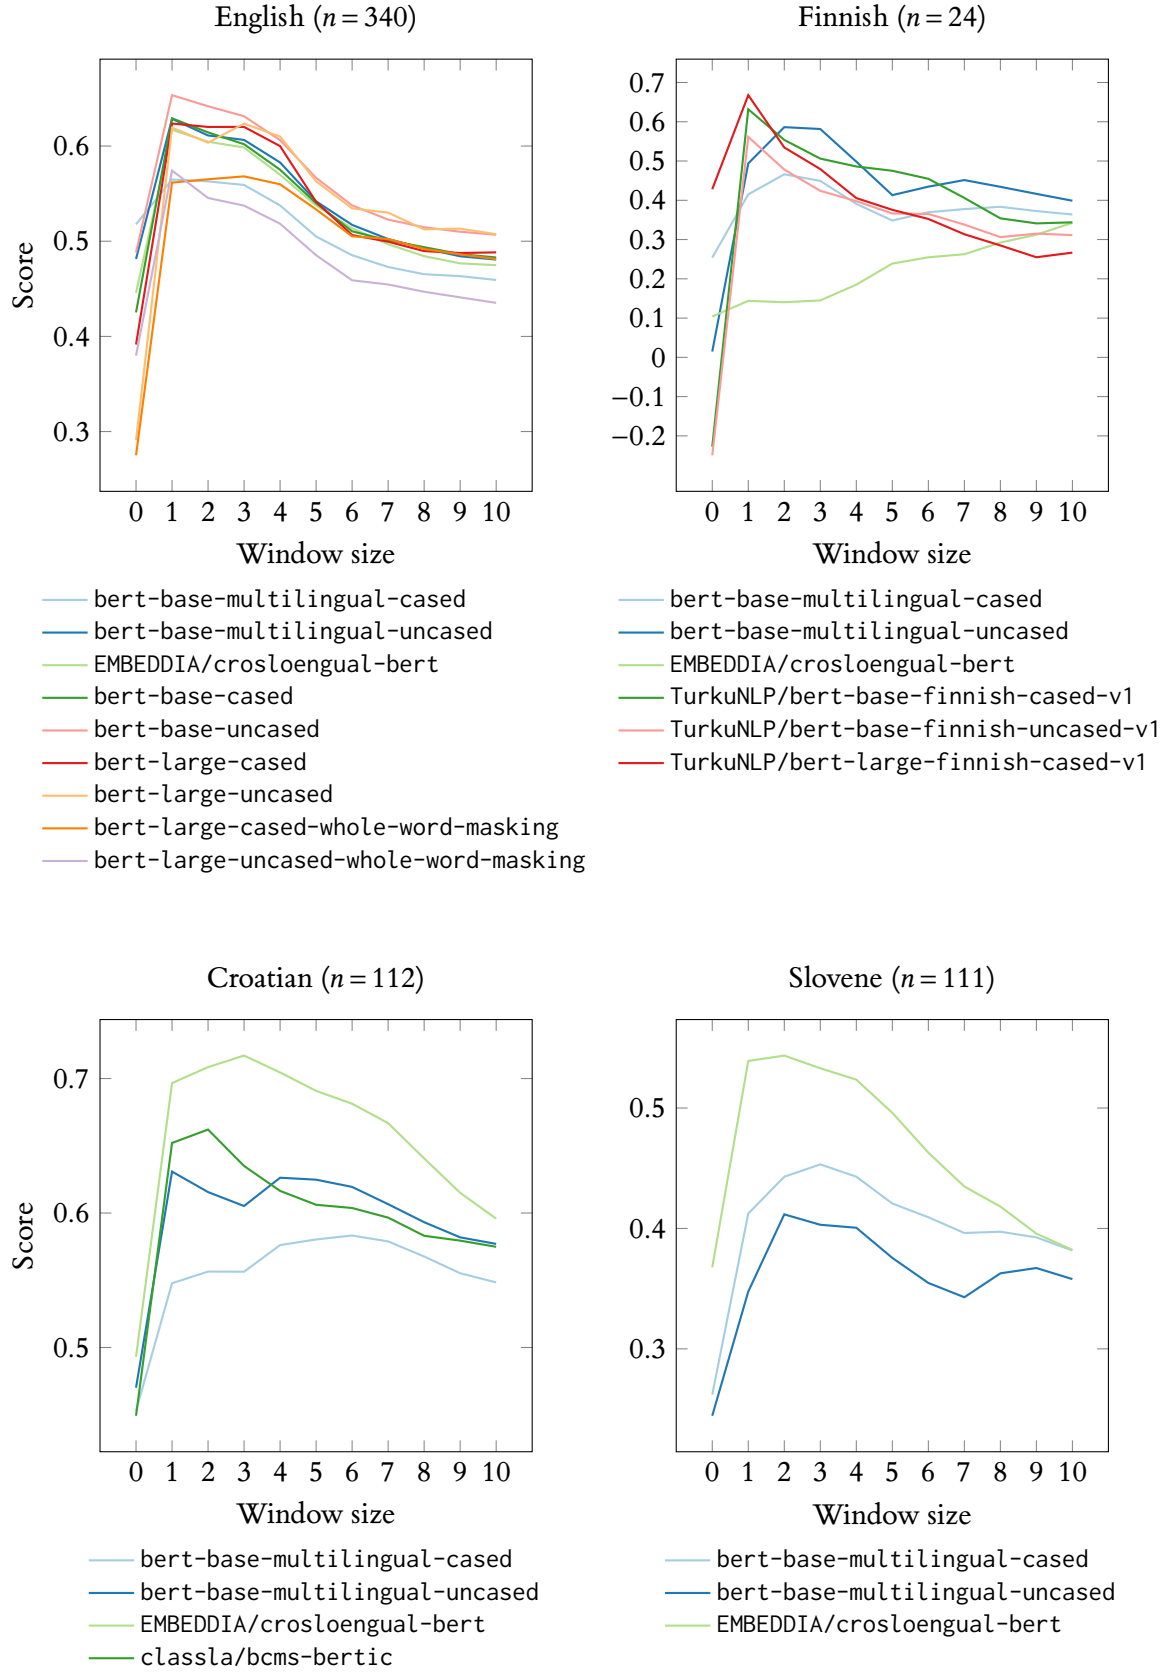 English (n = 340)
Score
0.6
0.5
0.4
0.3
0 1 2 3 4 5 6 7 8 9 10
Window size
bert-base-multilingual-cased
bert-base-multilingual-uncased
EMBEDDIA/crosloengual-bert
bert-base-cased
bert-base-uncased
bert-large-cased
bert-large-uncased
bert-large-cased-whole-word-masking
bert-large-uncased-whole-word-masking
Finnish (n = 24)
0.7
0.6
0.5
0.4
0.3
0.2
0.1
0
−0.1
−0.2
0 1 2 3 4 5 6 7 8 9 10
Window size
bert-base-multilingual-cased
bert-base-multilingual-uncased
EMBEDDIA/crosloengual-bert
TurkuNLP/bert-base-finnish-cased-v1
TurkuNLP/bert-base-finnish-uncased-v1
TurkuNLP/bert-large-finnish-cased-v1
Croatian (n = 112)
Score
0.7
0.6
0.5
0 1 2 3 4 5 6 7 8 9 10
Window size
bert-base-multilingual-cased
bert-base-multilingual-uncased
EMBEDDIA/crosloengual-bert
classla/bcms-bertic
Slovene (n = 111)
0.5
0.4
0.3
0 1 2 3 4 5 6 7 8 9 10
Window size
bert-base-multilingual-cased
bert-base-multilingual-uncased
EMBEDDIA/crosloengual-bert